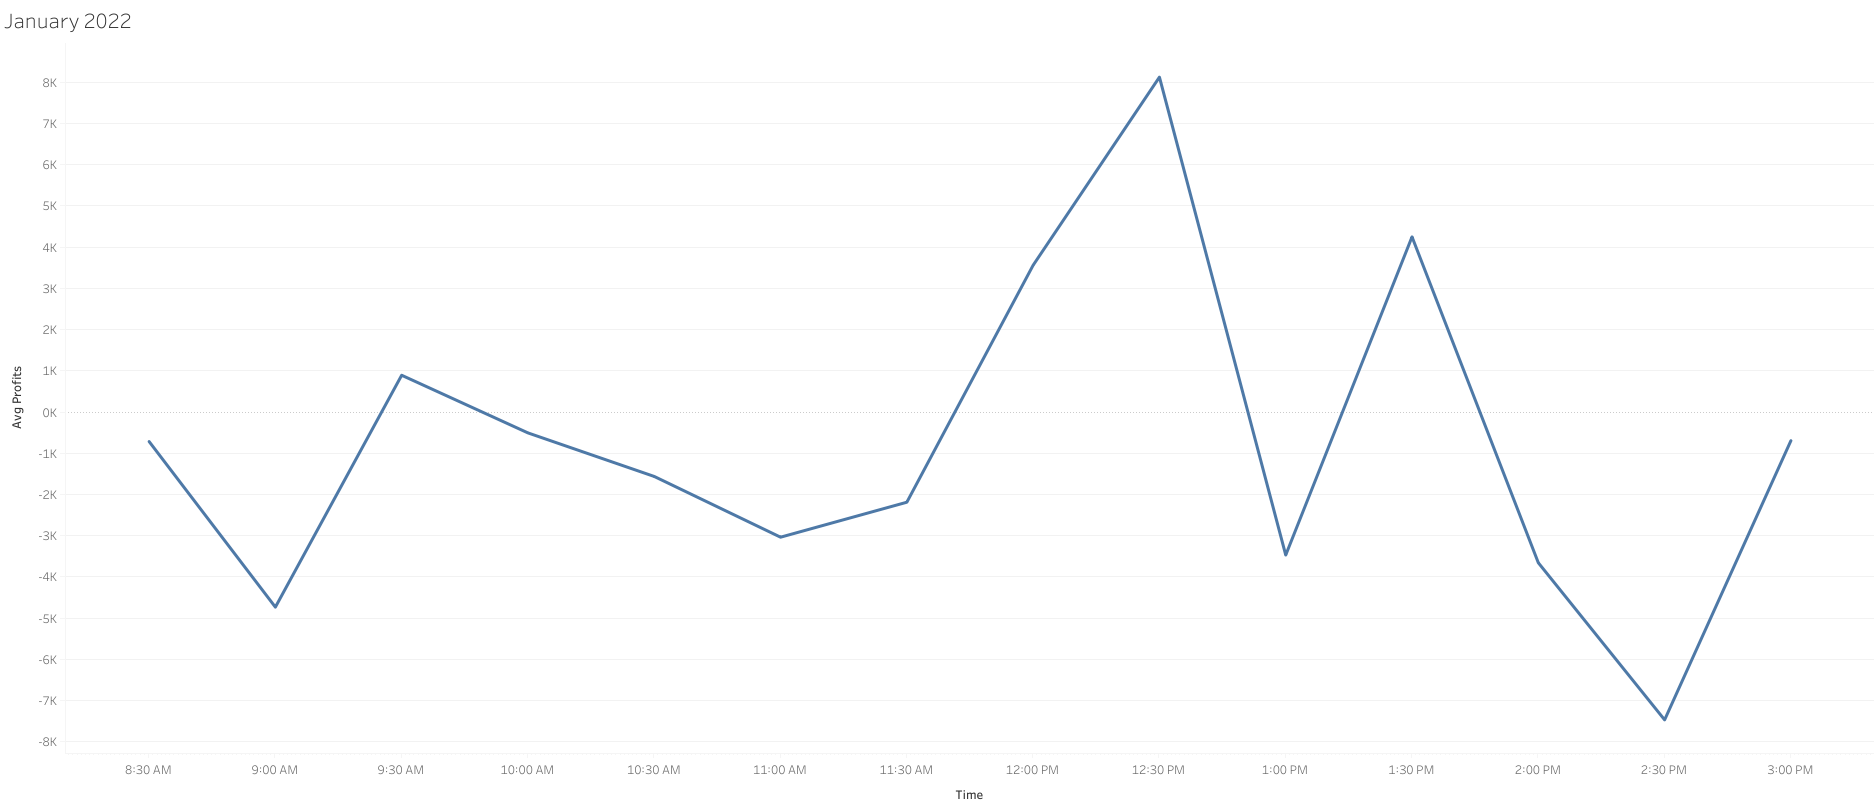 January 2022
8K
7K
6K
5K
4K
3K
2K
1K
0K
-1K
-2K
-3K
-4K
-5K
-6K
-7K
-8K
Avg Profits
8:30 AM 9:00 AM 9:30 AM 10:00 AM 10:30 AM 11:00 AM 11:30 AM 12:00 PM 12:30 PM 1:00 PM 1:30 PM 2:00 PM 2:30 PM 3:00 PM
Time